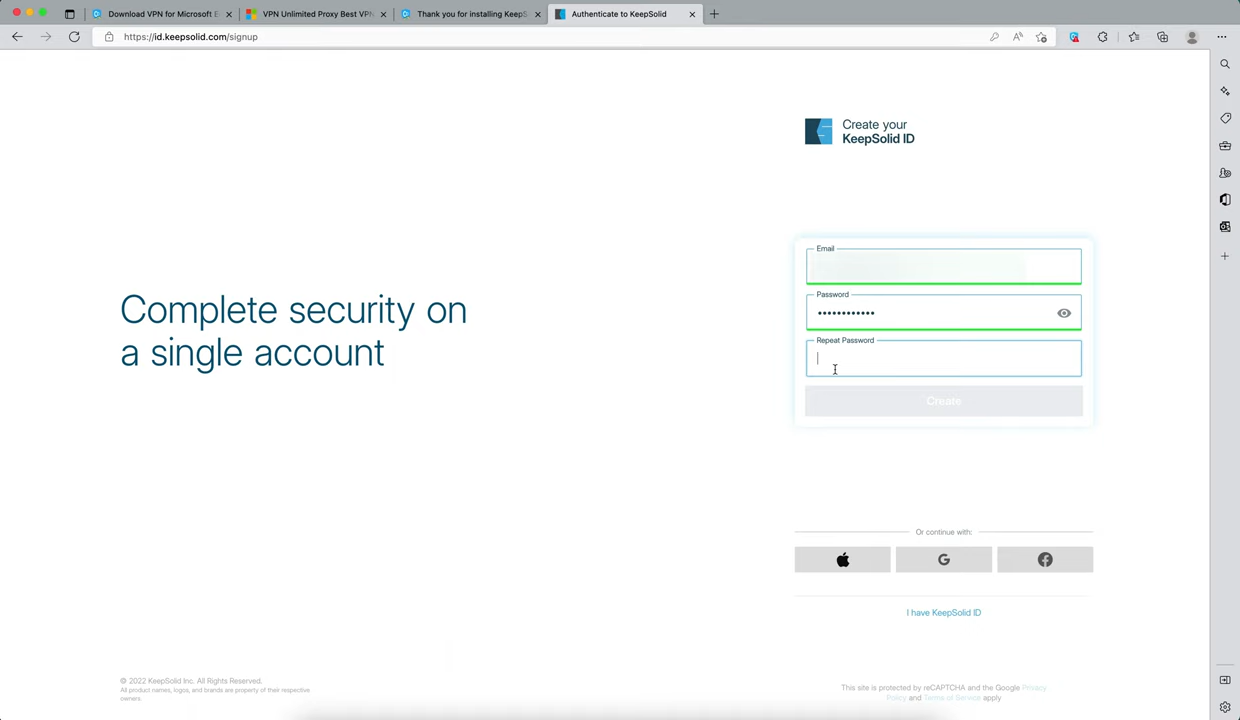 Download VPN for Microsoft E
VPN Unlimited Proxy Best VPN
Thank you for installing KeepS
Authenticate to KeepSolid
https://id.keepsolid.com/signup
Create your
KeepSolid ID
Email
Password
••••••••••••
Repeat Password
Create
Complete security on
a single account
Or continue with:
I have KeepSolid ID
© 2022 KeepSolid Inc. All Rights Reserved.
All product names, logos, and brands are property of their respective
owners.
This site is protected by reCAPTCHA and the Google Privacy
Policy and Terms of Service apply